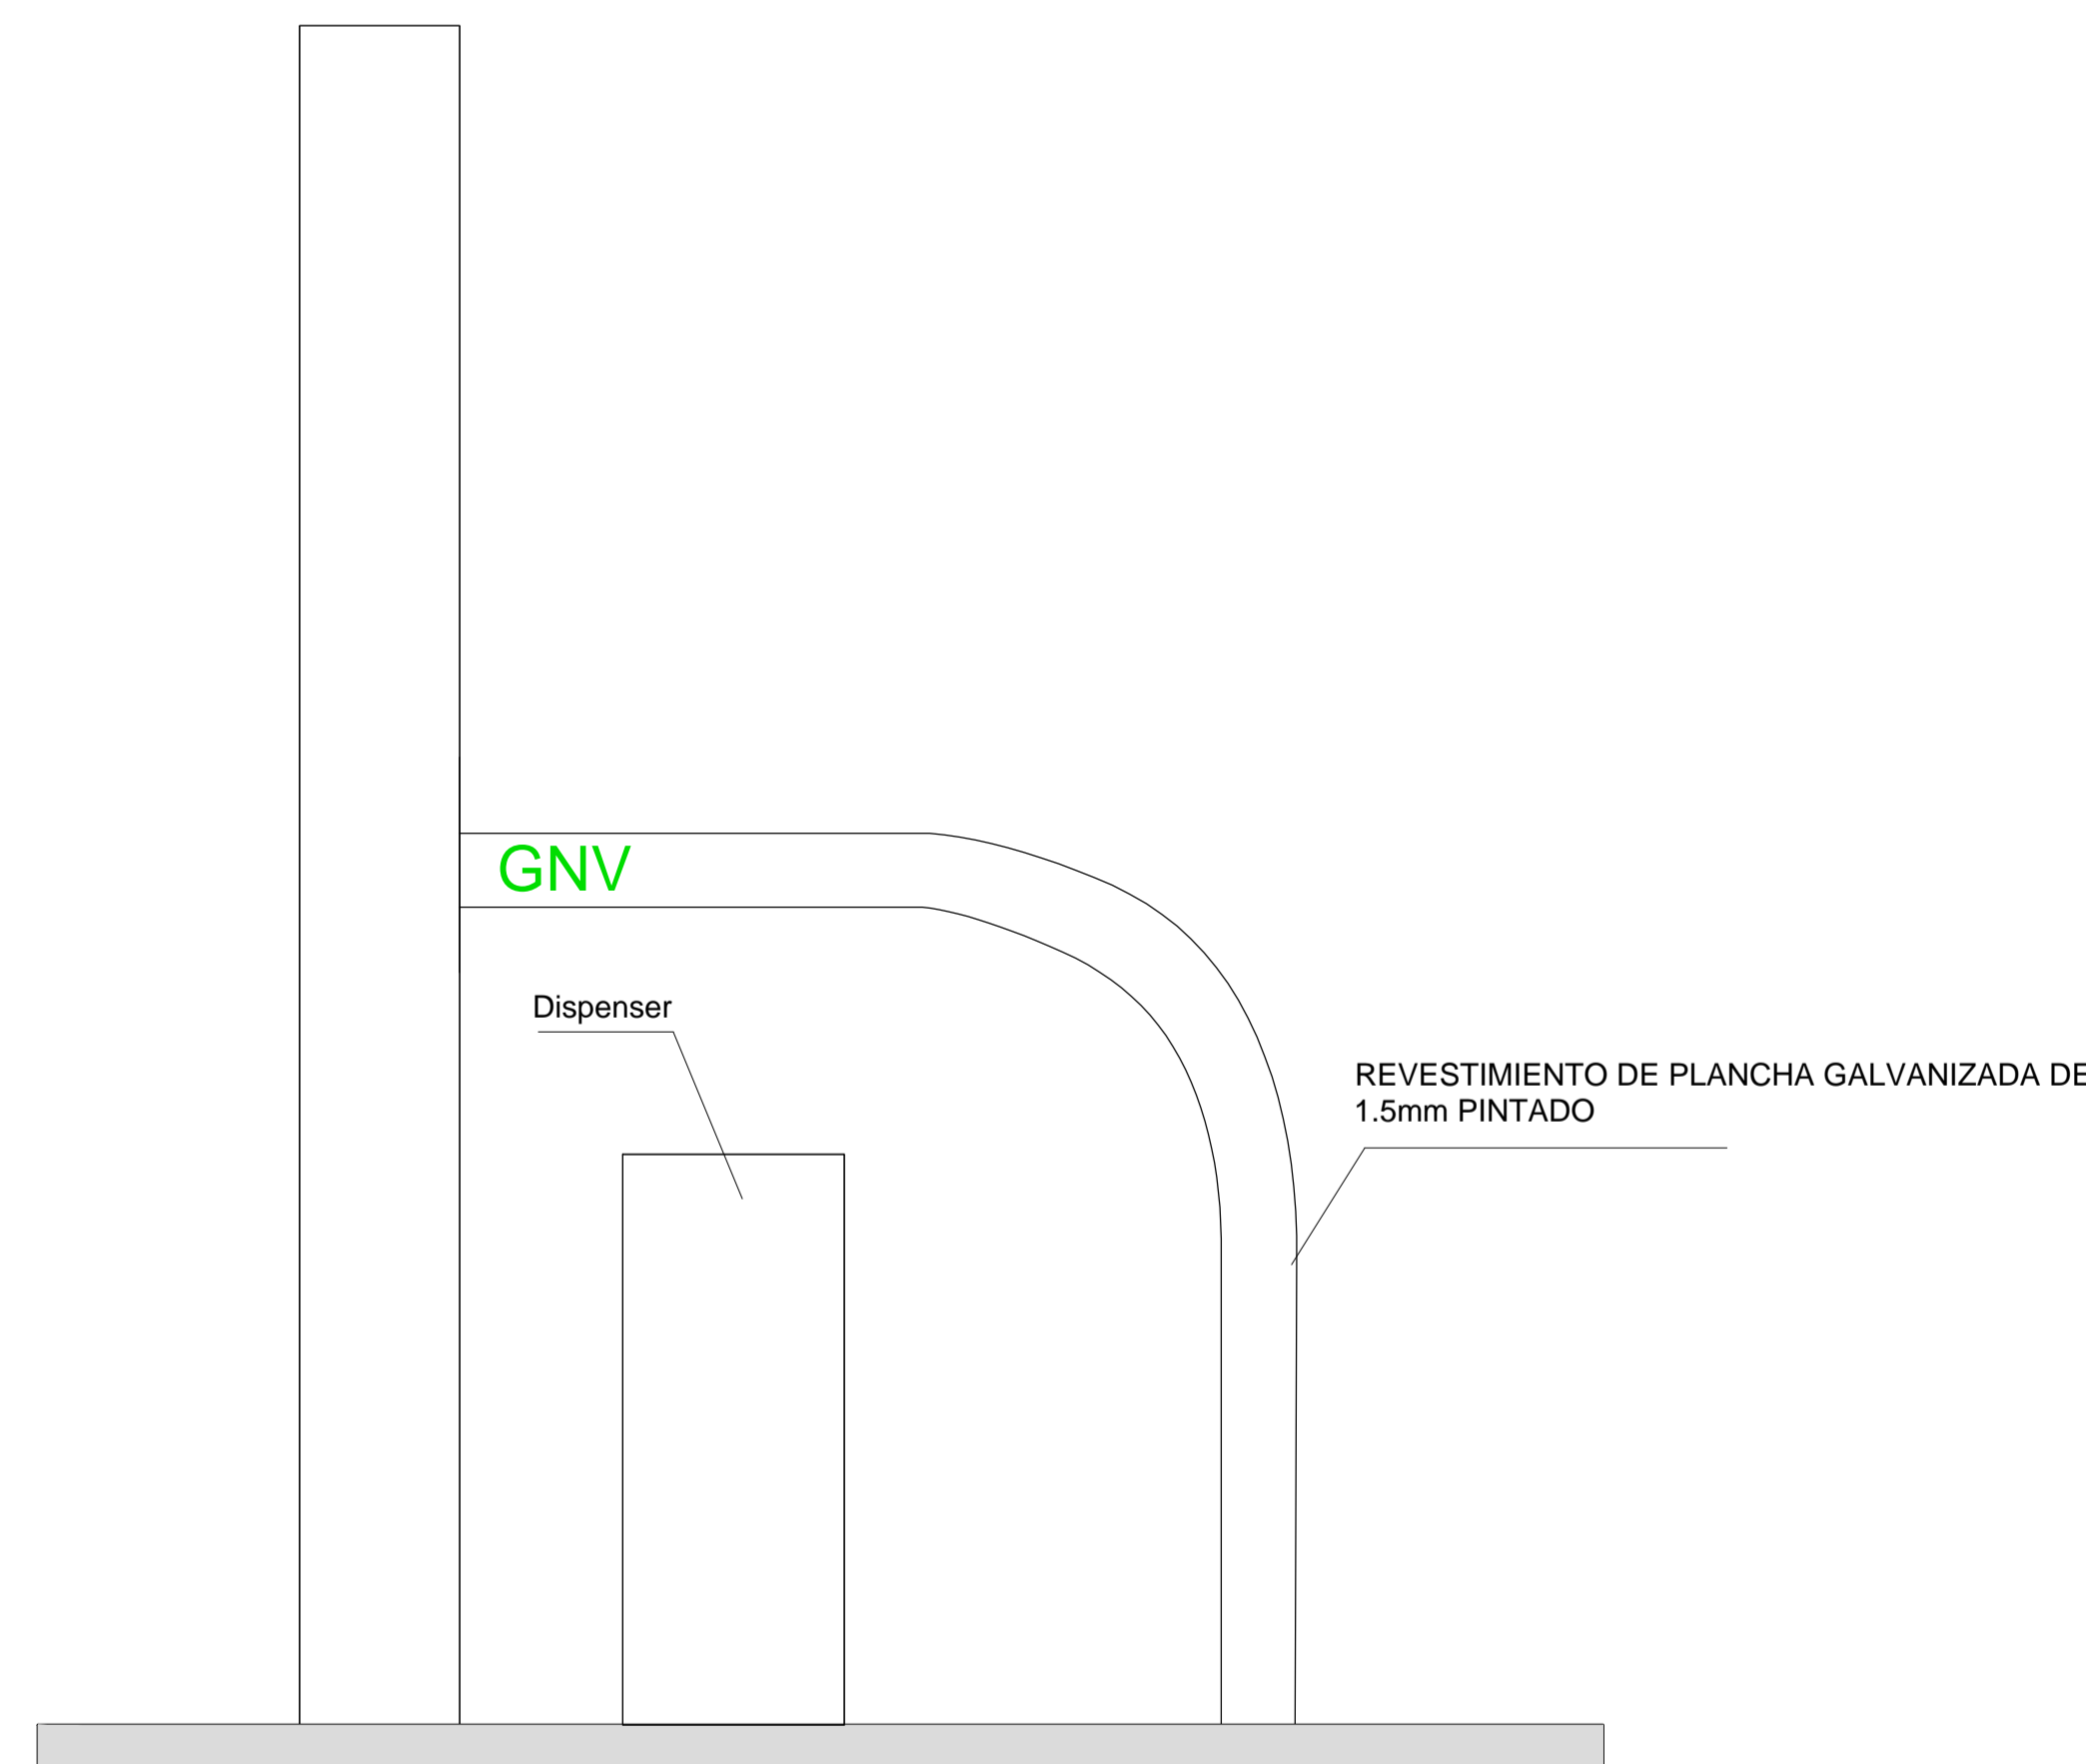 GNV
Dispenser
REVESTIMIENTO DE PLANCHA GALVANIZADA DE
1.5mm PINTADO